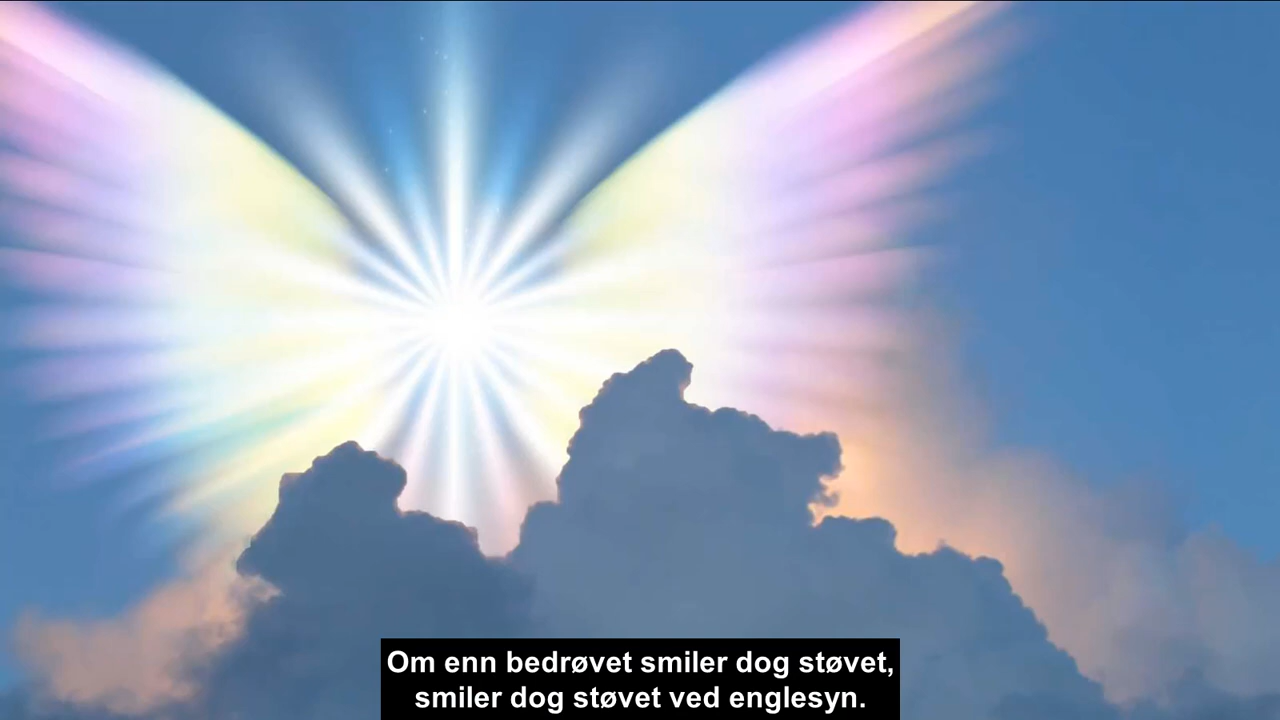 Om enn bedrøvet smiler dog støvet,
smiler dog støvet ved englesyn.